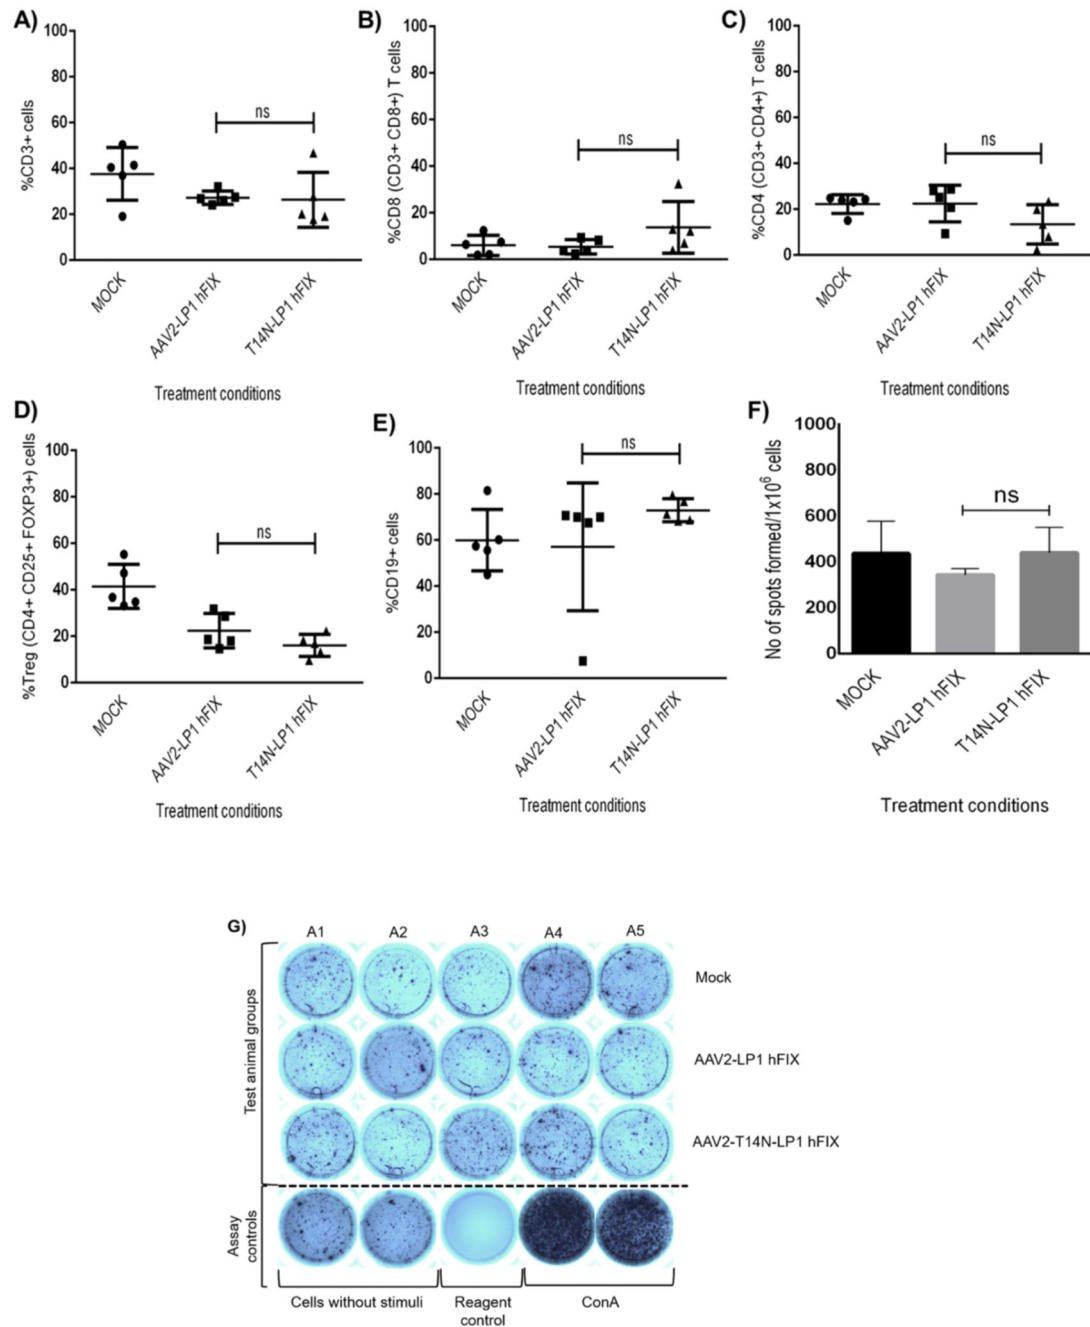 A)
%CD3+ cells
100
80
60
40
20
0
ns
MOCK
AAV2-LP1 hFIX
T14N-LP1 hFIX
Treatment conditions
B)
%CD8 (CD3+ CD8+) T cells
100
80
60
40
20
0
ns
MOCK
AAV2-LP1 hFIX
T14N-LP1 hFIX
Treatment conditions
C)
%CD4 (CD3+ CD4+) T cells
100
80
60
40
20
0
ns
MOCK
AAV2-LP1 hFIX
T14N-LP1 hFIX
Treatment conditions
D)
%Treg (CD4+ CD25+ FOXP3+) cells
100
80
60
40
20
0
ns
MOCK
AAV2-LP1 hFIX
T14N-LP1 hFIX
Treatment conditions
E)
%CD19+ cells
100
80
60
40
20
0
ns
MOCK
AAV2-LP1 hFIX
T14N-LP1 hFIX
Treatment conditions
F)
No of spots formed/1x10⁶ cells
1000
800
600
400
200
0
ns
MOCK
AAV2-LP1 hFIX
T14N-LP1 hFIX
Treatment conditions
G)
A1 A2 A3 A4 A5
Test animal groups
Mock
AAV2-LP1 hFIX
AAV2-T14N-LP1 hFIX
Assay
controls
Cells without stimuli
Reagent
control
ConA